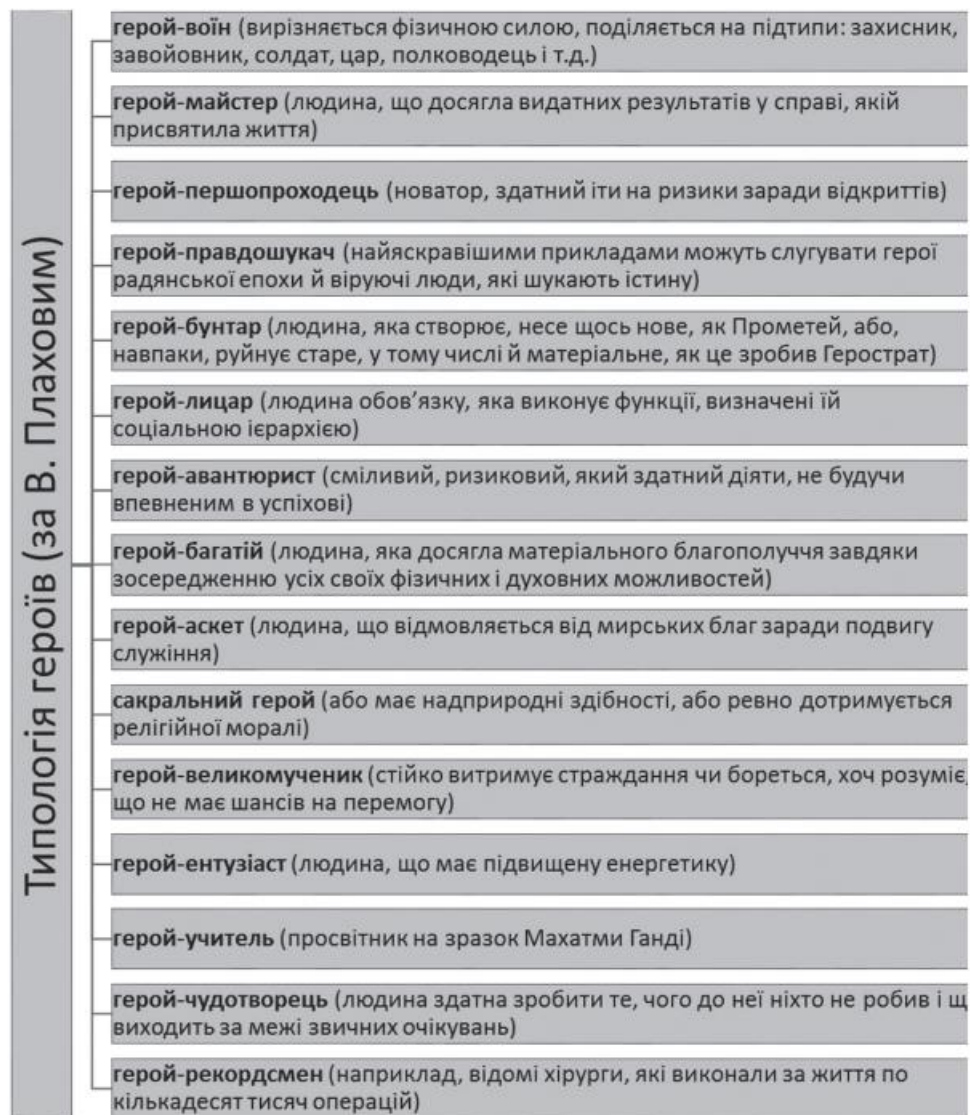 Типологія героїв (за В. Плаховим)
герой-воїн (вирізняється фізичною силою, поділяється на підтипи: захисник,
завойовник, солдат, цар, полководець і т.д.)
герой-майстер (людина, що досягла видатних результатів у справі, якій
присвятила життя)
герой-першопроходець (новатор, здатний іти на ризики заради відкриттів)
герой-правдошукач (найяскравішими прикладами можуть слугувати герої
радянської епохи й віруючі люди, які шукають істину)
герой-бунтар (людина, яка створює, несе щось нове, як Прометей, або,
навпаки, руйнує старе, у тому числі й матеріальне, як це зробив Герострат)
герой-лицар (людина обов’язку, яка виконує функції, визначені їй
соціальною ієрархією)
герой-авантюрист (сміливий, ризиковий, який здатний діяти, не будучи
впевненим в успіхові)
герой-багатій (людина, яка досягла матеріального благополуччя завдяки
зосередженню усіх своїх фізичних і духовних можливостей)
герой-аскет (людина, що відмовляється від мирських благ заради подвигу
служіння)
сакральний герой (або має надприродні здібності, або ревно дотримується
релігійної моралі)
герой-великомученик (стійко витримує страждання чи бореться, хоч розуміє,
що не має шансів на перемогу)
герой-ентузіаст (людина, що має підвищену енергетику)
герой-учитель (просвітник на зразок Махатми Ганді)
герой-чудотворець (людина здатна зробити те, чого до неї ніхто не робив і
виходить за межі звичних очікувань)
герой-рекордсмен (наприклад, відомі хірурги, які виконали за життя по
кількадесят тисяч операцій)